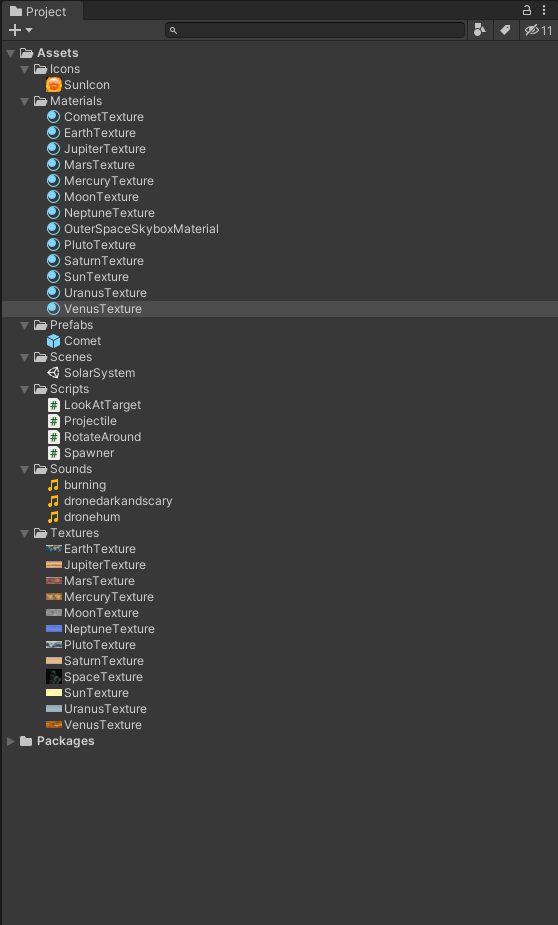 Project
11
Assets
Icons
SunIcon
Materials
CometTexture
EarthTexture
JupiterTexture
MarsTexture
MercuryTexture
MoonTexture
NeptuneTexture
OuterSpaceSkyboxMaterial
PlutoTexture
SaturnTexture
SunTexture
UranusTexture
VenusTexture
Prefabs
Comet
Scenes
SolarSystem
Scripts
# LookAtTarget
# Projectile
# RotateAround
# Spawner
Sounds
burning
dronedarkandscary
dronehum
Textures
EarthTexture
JupiterTexture
MarsTexture
MercuryTexture
MoonTexture
NeptuneTexture
PlutoTexture
SaturnTexture
SpaceTexture
SunTexture
UranusTexture
VenusTexture
Packages